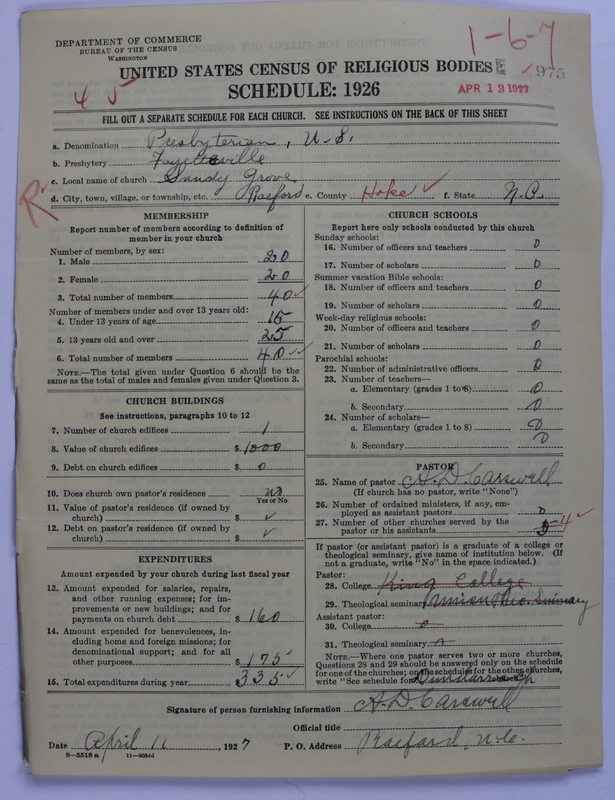 DEPARTMENT OF COMMERCE
BUREAU OF THE CENSUS
WASHINGTON
1-6-7
975
UNITED STATES CENSUS OF RELIGIOUS BODIES
SCHEDULE: 1926
APR 13 1927
4
FILL OUT A SEPARATE SCHEDULE FOR EACH CHURCH. SEE INSTRUCTIONS ON THE BACK OF THIS SHEET
a. Denomination Presbyterian, U.S.
b. Presbytery Fayetteville
c. Local name of church Sandy Grove
d. City, town, village, or township, etc. Raeford e. County Hoke f. State N.C.
R
MEMBERSHIP
Report number of members according to definition of
member in your church
Number of members, by sex:
1. Male 20
2. Female 20
3. Total number of members 40
Number of members under and over 13 years old:
4. Under 13 years of age 15
5. 13 years old and over 25
6. Total number of members 40
NOTE.—The total given under Question 6 should be the
same as the total of males and females given under Question 3.
CHURCH BUILDINGS
See instructions, paragraphs 10 to 12
7. Number of church edifices 1
8. Value of church edifices $ 1000
9. Debt on church edifices $ 0
10. Does church own pastor's residence no
Yes or No
11. Value of pastor's residence (if owned by
church) $ ✓
12. Debt on pastor's residence (if owned by
church) $ ✓
EXPENDITURES
Amount expended by your church during last fiscal year
13. Amount expended for salaries, repairs,
and other running expenses; for im-
provements or new buildings; and for
payments on church debt $ 160
14. Amount expended for benevolences, in-
cluding home and foreign missions; for
denominational support; and for all
other purposes $ 175
15. Total expenditures during year $ 335
CHURCH SCHOOLS
Report here only schools conducted by this church
Sunday schools:
16. Number of officers and teachers 0
17. Number of scholars 0
Summer vacation Bible schools:
18. Number of officers and teachers 0
19. Number of scholars 0
Week-day religious schools:
20. Number of officers and teachers 0
21. Number of scholars 0
Parochial schools:
22. Number of administrative officers 0
23. Number of teachers—
a. Elementary (grades 1 to 8) 0
b. Secondary 0
24. Number of scholars—
a. Elementary (grades 1 to 8) 0
b. Secondary 0
PASTOR
25. Name of pastor A. D. Carswell
(If church has no pastor, write "None")
26. Number of ordained ministers, if any, em-
ployed as assistant pastors 0
27. Number of other churches served by the
pastor or his assistants 5 4
If pastor (or assistant pastor) is a graduate of a college or
theological seminary, give name of institution below. (If
not a graduate, write "No" in the space indicated.)
Pastor:
28. College King College
29. Theological seminary Union Theo. Seminary
Assistant pastor:
30. College 0
31. Theological seminary
NOTE.—Where one pastor serves two or more churches,
Questions 28 and 29 should be answered only on the schedule
for one of the churches; on the schedules for the other churches,
write "See schedule for
Signature of person furnishing information A. D. Carswell
Official title
Date April 11, 1927 P. O. Address Raeford, N.C.
8—5518a